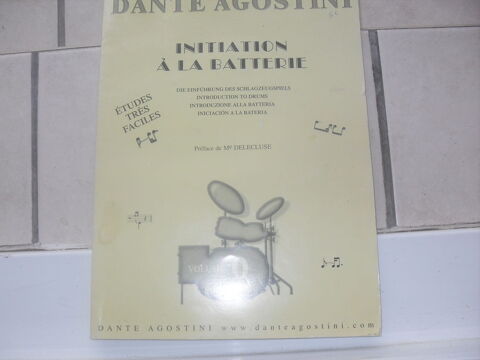 DANTE AGOSTINI
INITIATION
À LA BATTERIE
DIE EINFÜHRUNG DES SCHLAGZEUGSPIELS
INTRODUCTION TO DRUMS
INTRODUZIONE ALLA BATTERIA
INICIACIÓN A LA BATERIA
ÉTUDES
TRÈS
FACILES
Préface de Mr DELECLUSE
DANTE AGOSTINI www.danteagostini.com